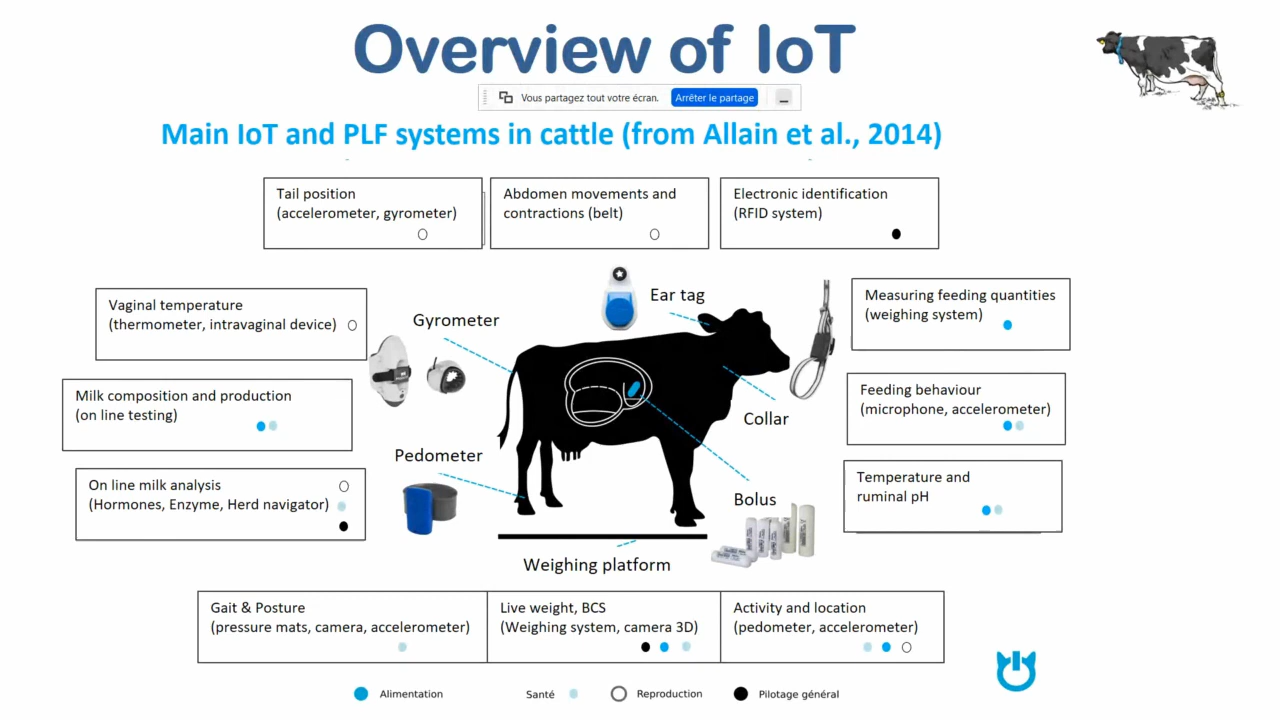 Overview of IoT
Vous partagez tout votre écran.
Arrêter le partage
Main IoT and PLF systems in cattle (from Allain et al., 2014)
Tail position
(accelerometer, gyrometer)
Abdomen movements and
contractions (belt)
Electronic identification
(RFID system)
Vaginal temperature
(thermometer, intravaginal device)
Gyrometer
Ear tag
Measuring feeding quantities
(weighing system)
Milk composition and production
(on line testing)
Collar
Feeding behaviour
(microphone, accelerometer)
On line milk analysis
(Hormones, Enzyme, Herd navigator)
Pedometer
Bolus
Temperature and
ruminal pH
Weighing platform
Gait & Posture
(pressure mats, camera, accelerometer)
Live weight, BCS
(Weighing system, camera 3D)
Activity and location
(pedometer, accelerometer)
Alimentation
Santé
Reproduction
Pilotage général